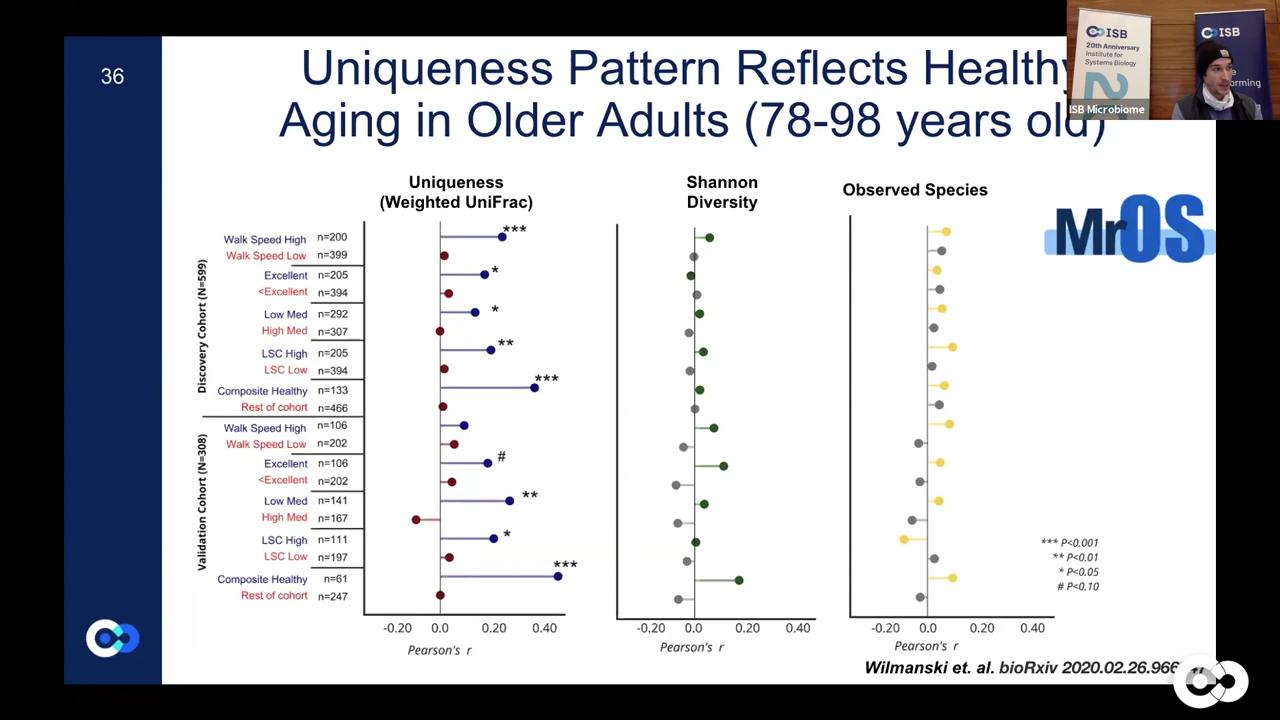 36
Uniqueness Pattern Reflects Healthy
Aging in Older Adults (78-98 years old)
ISB
20th Anniversary
Institute for
Systems Biology
2
ISB
ISB Microbiome
MrOS
Uniqueness
(Weighted UniFrac)
Shannon
Diversity
Observed Species
Discovery Cohort (N=599)
Walk Speed High n=200 ***
Walk Speed Low n=399
Excellent n=205 *
<Excellent n=394
Low Med n=292 *
High Med n=307
LSC High n=205 **
LSC Low n=394
Composite Healthy n=133 ***
Rest of cohort n=466
Validation Cohort (N=308)
Walk Speed High n=106
Walk Speed Low n=202
Excellent n=106 #
<Excellent n=202
Low Med n=141 **
High Med n=167
LSC High n=111 *
LSC Low n=197
Composite Healthy n=61 ***
Rest of cohort n=247
*** P<0.001
** P<0.01
* P<0.05
# P<0.10
-0.20 0.0 0.20 0.40
Pearson's r
-0.20 0.0 0.20 0.40
Pearson's r
-0.20 0.0 0.20 0.40
Pearson's r
Wilmanski et. al. bioRxiv 2020.02.26.966